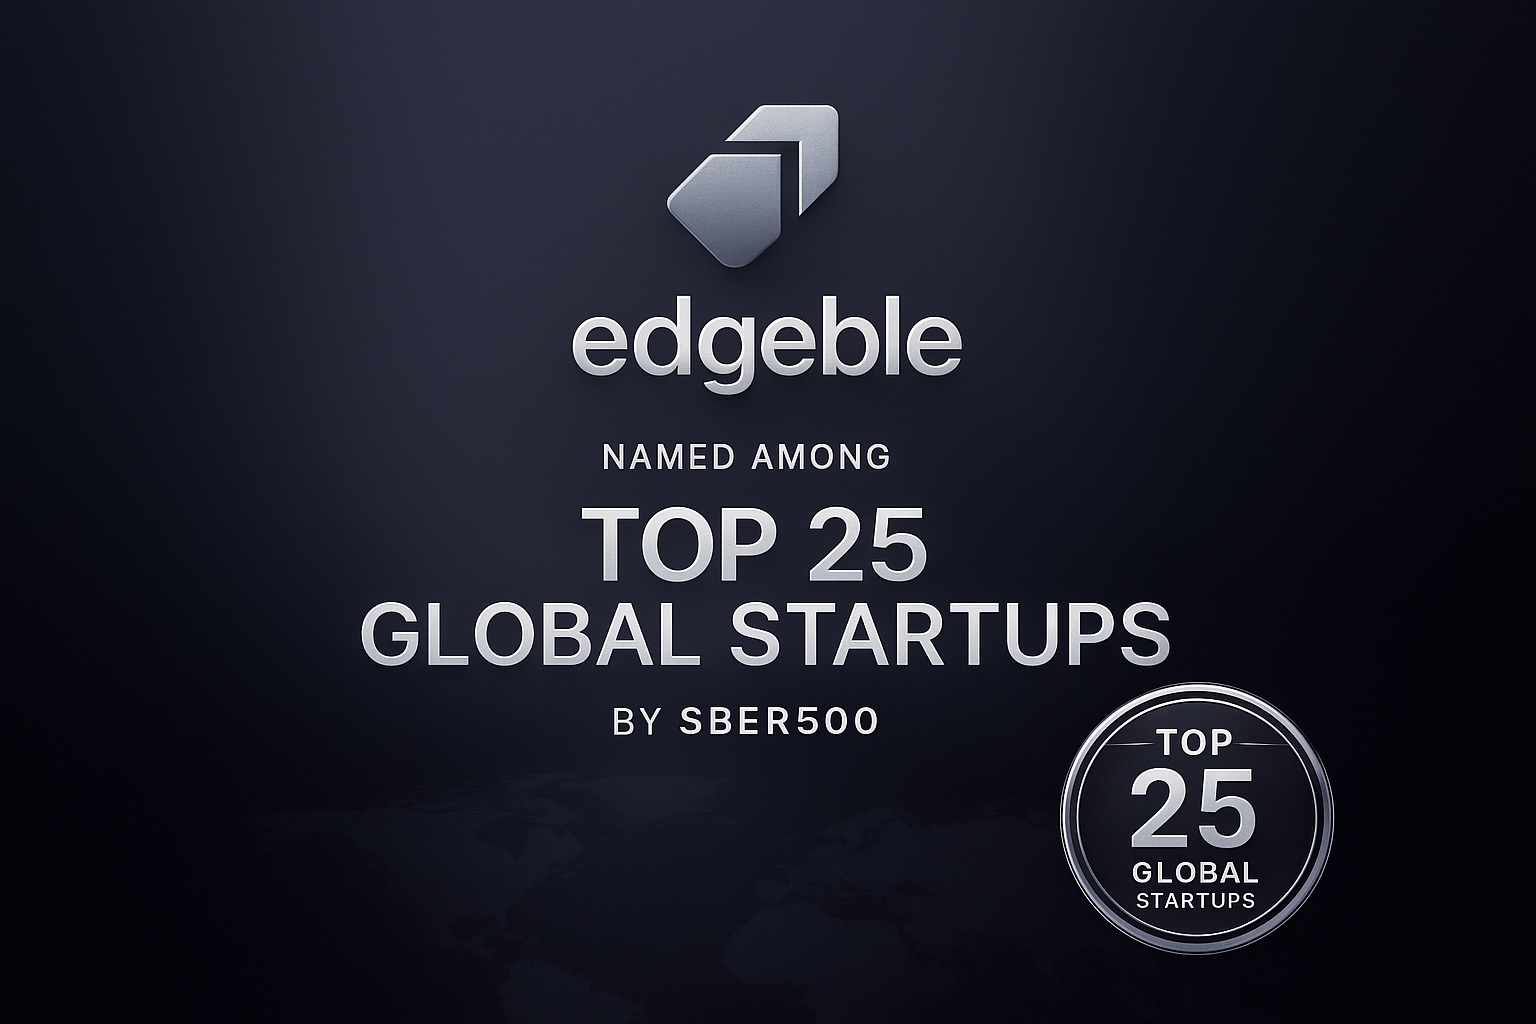 edgeble
NAMED AMONG
TOP 25
GLOBAL STARTUPS
BY SBER500
TOP
25
GLOBAL
STARTUPS